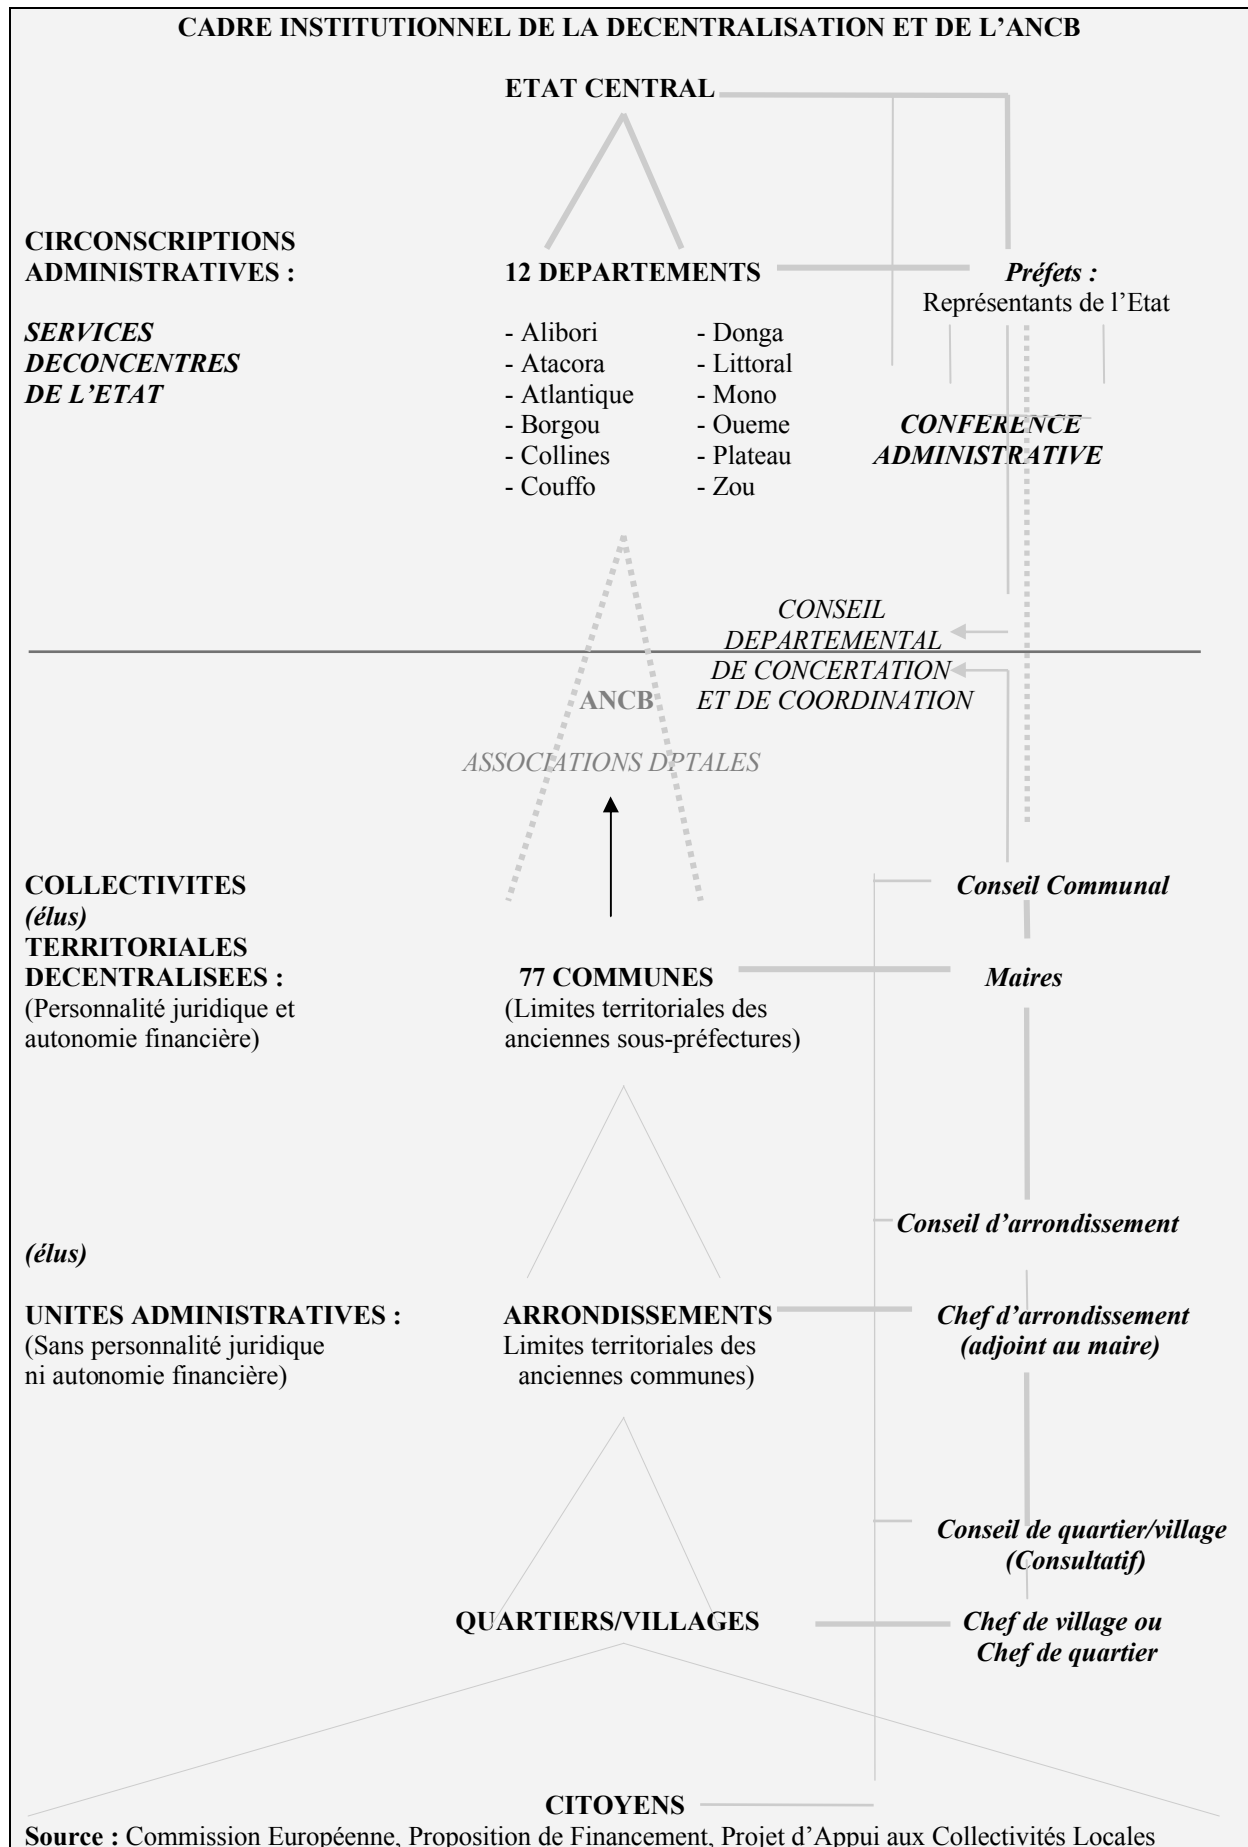 CADRE INSTITUTIONNEL DE LA DECENTRALISATION ET DE L’ANCB
ETAT CENTRAL
CIRCONSCRIPTIONS
ADMINISTRATIVES :
12 DEPARTEMENTS
Préfets :
Représentants de l’Etat
SERVICES
DECONCENTRES
DE L’ETAT
- Alibori
- Atacora
- Atlantique
- Borgou
- Collines
- Couffo
- Donga
- Littoral
- Mono
- Oueme
- Plateau
- Zou
CONFERENCE
ADMINISTRATIVE
CONSEIL
DEPARTEMENTAL
DE CONCERTATION
ET DE COORDINATION
ANCB
ASSOCIATIONS DPTALES
COLLECTIVITES
(élus)
TERRITORIALES
DECENTRALISEES :
(Personnalité juridique et
autonomie financière)
77 COMMUNES
(Limites territoriales des
anciennes sous-préfectures)
Conseil Communal
Maires
Conseil d’arrondissement
(élus)
UNITES ADMINISTRATIVES :
(Sans personnalité juridique
ni autonomie financière)
ARRONDISSEMENTS
Limites territoriales des
anciennes communes)
Chef d’arrondissement
(adjoint au maire)
Conseil de quartier/village
(Consultatif)
QUARTIERS/VILLAGES
Chef de village ou
Chef de quartier
CITOYENS
Source : Commission Européenne, Proposition de Financement, Projet d’Appui aux Collectivités Locales